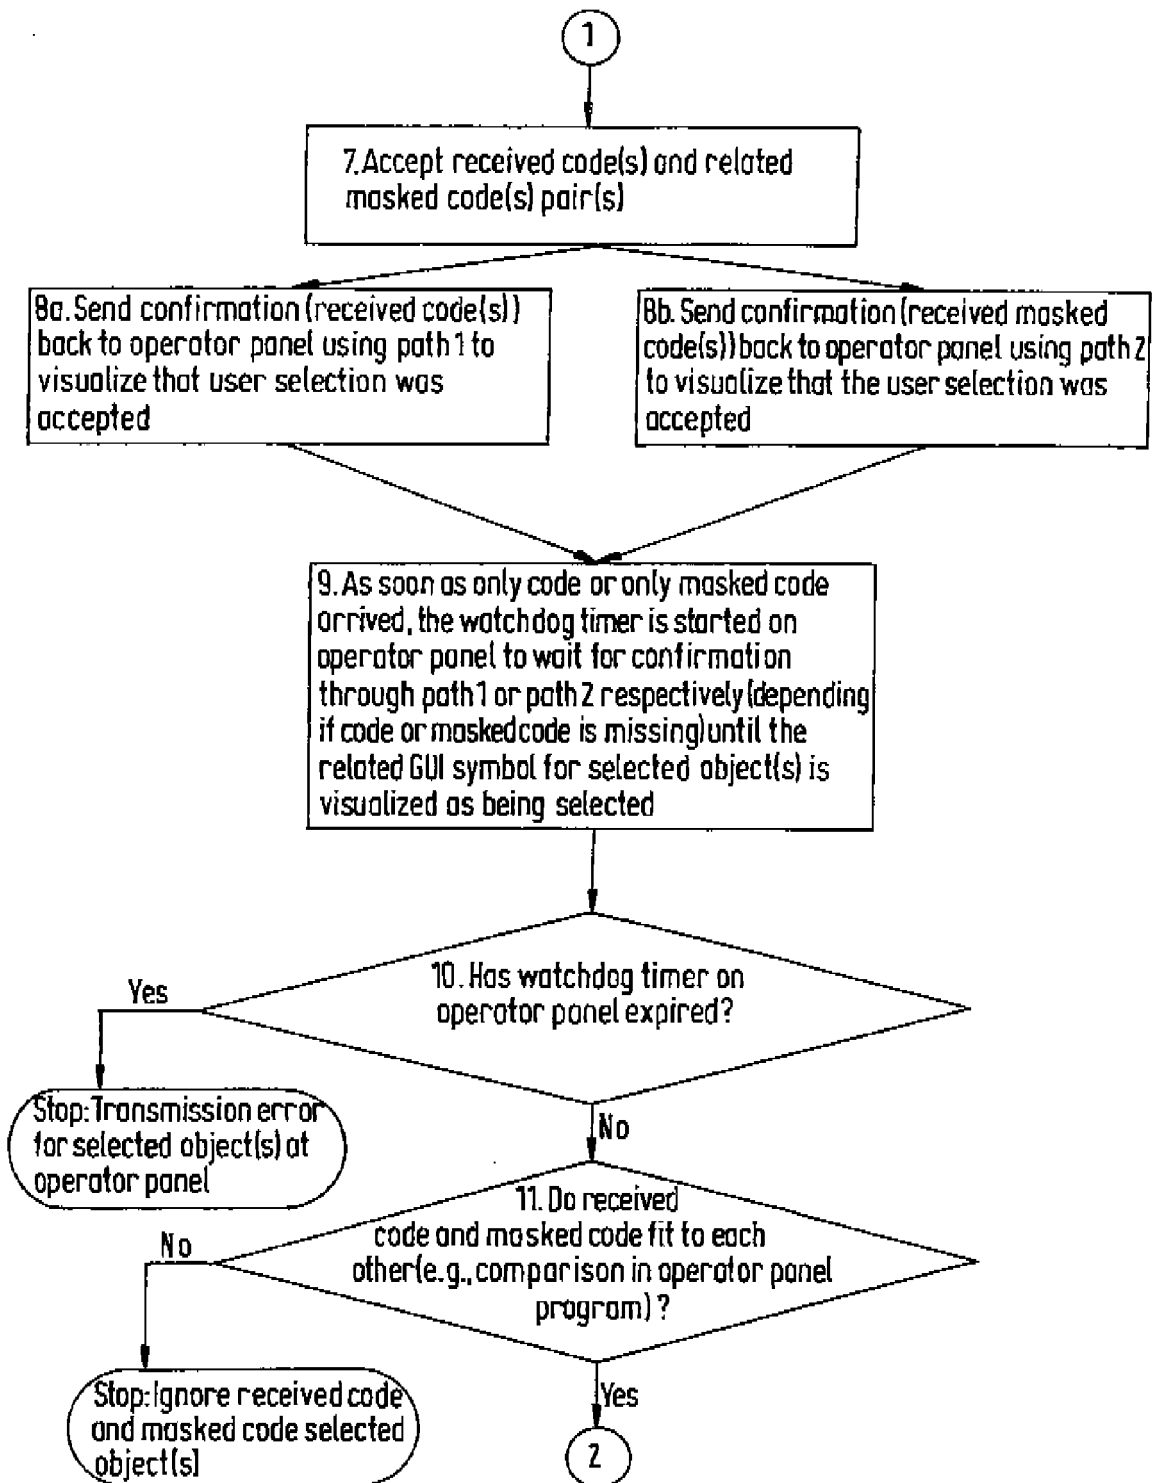 1
7. Accept received code(s) and related
masked code(s) pair(s)
8a. Send confirmation (received code(s))
back to operator panel using path 1 to
visualize that user selection was
accepted
8b. Send confirmation (received masked
code(s)) back to operator panel using path 2
to visualize that the user selection was
accepted
9. As soon as only code or only masked code
arrived, the watchdog timer is started on
operator panel to wait for confirmation
through path 1 or path 2 respectively (depending
if code or masked code is missing) until the
related GUI symbol for selected object(s) is
visualized as being selected
10. Has watchdog timer on
operator panel expired?
Yes
Stop: Transmission error
for selected object(s) at
operator panel
No
11. Do received
code and masked code fit to each
other (e.g., comparison in operator panel
program) ?
No
Stop: Ignore received code
and masked code selected
object(s)
Yes
2